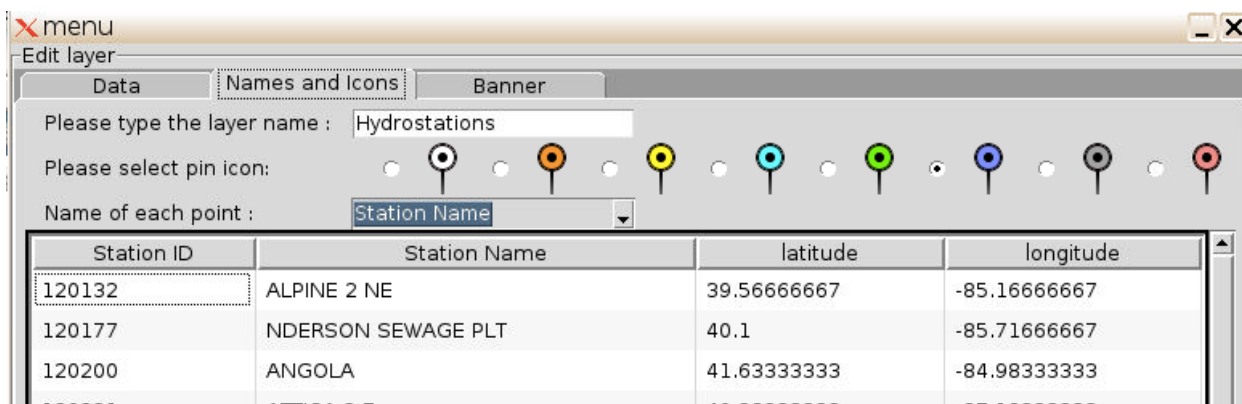 menu
Edit layer
Data Names and Icons Banner
Please type the layer name : Hydrostations
Please select pin icon:
Name of each point : Station Name
Station ID Station Name latitude longitude
120132 ALPINE 2 NE 39.56666667 -85.16666667
120177 NDERSON SEWAGE PLT 40.1 -85.71666667
120200 ANGOLA 41.63333333 -84.98333333